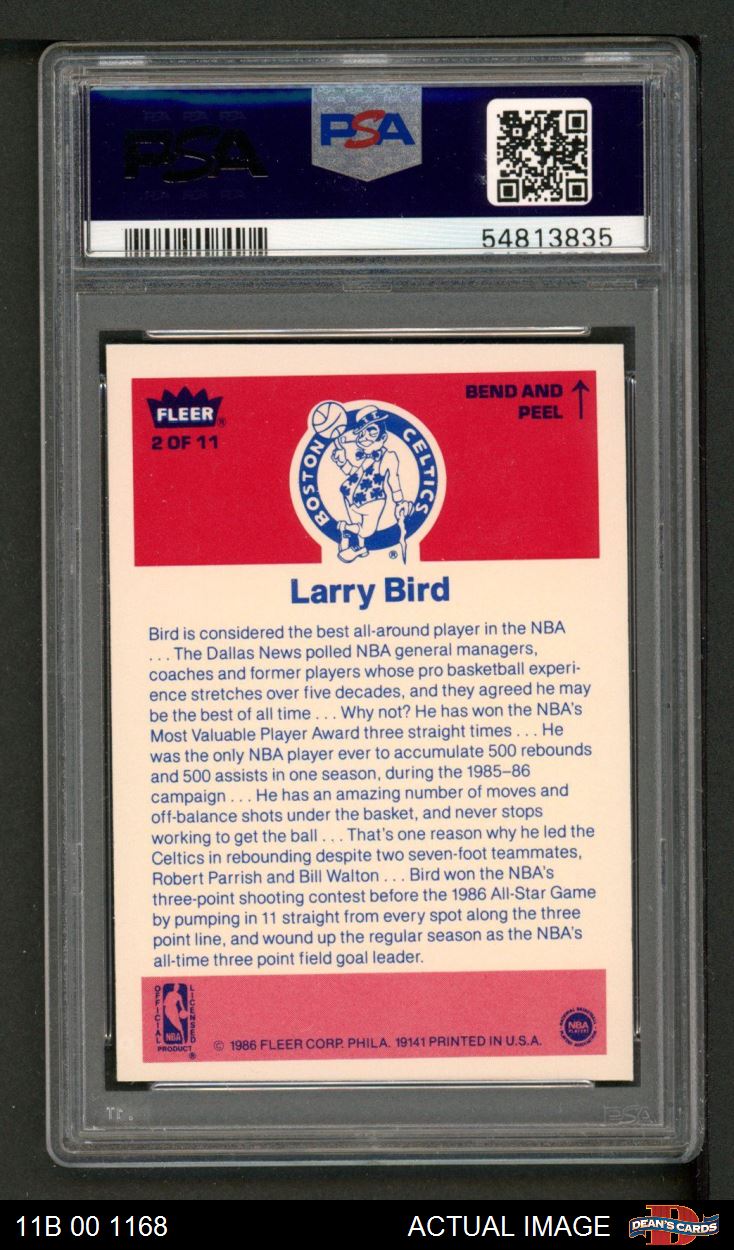 PSA
PSA
54813835
FLEER®
2 OF 11
BEND AND
PEEL
BOSTON CELTICS
®
Larry Bird
Bird is considered the best all-around player in the NBA
. . . The Dallas News polled NBA general managers,
coaches and former players whose pro basketball experi-
ence stretches over five decades, and they agreed he may
be the best of all time . . . Why not? He has won the NBA's
Most Valuable Player Award three straight times . . . He
was the only NBA player ever to accumulate 500 rebounds
and 500 assists in one season, during the 1985–86
campaign . . . He has an amazing number of moves and
off-balance shots under the basket, and never stops
working to get the ball . . . That's one reason why he led the
Celtics in rebounding despite two seven-foot teammates,
Robert Parrish and Bill Walton . . . Bird won the NBA's
three-point shooting contest before the 1986 All-Star Game
by pumping in 11 straight from every spot along the three
point line, and wound up the regular season as the NBA's
all-time three point field goal leader.
OFFICIAL LICENSED
NBA
PRODUCT ®
© 1986 FLEER CORP. PHILA. 19141 PRINTED IN U.S.A.
NBA
PLAYERS
PSA
11B 00 1168
ACTUAL IMAGE
DEAN'S CARDS